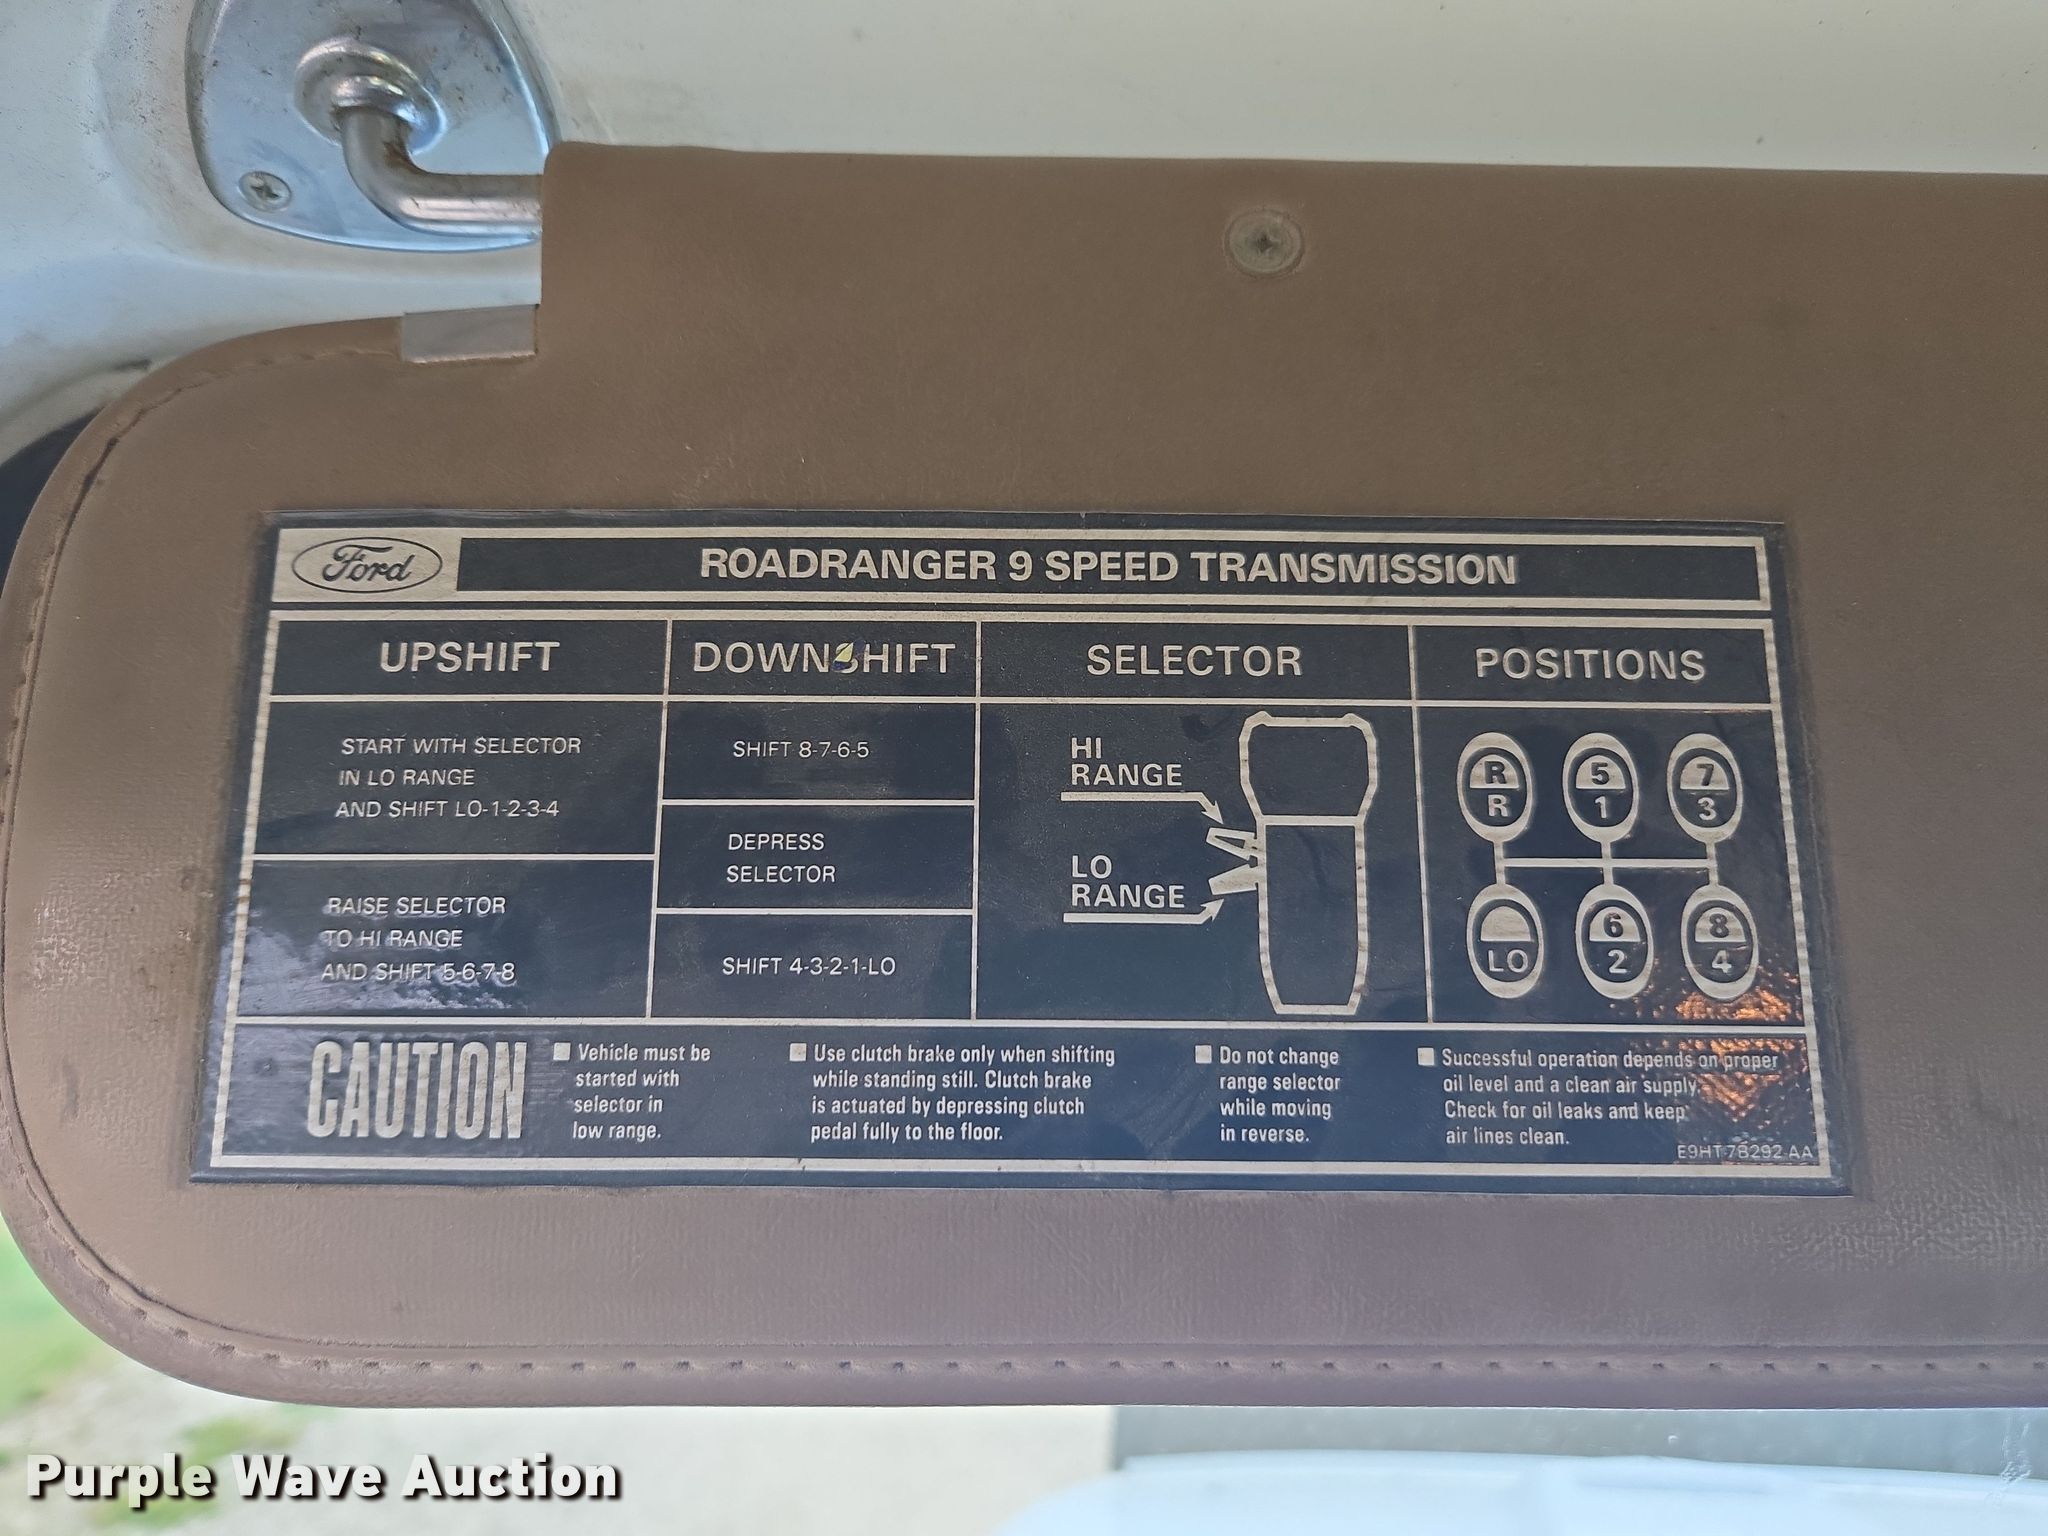 Ford
ROADRANGER 9 SPEED TRANSMISSION
UPSHIFT
START WITH SELECTOR
IN LO RANGE
AND SHIFT LO-1-2-3-4
RAISE SELECTOR
TO HI RANGE
AND SHIFT 5-6-7-8
DOWNSHIFT
SHIFT 8-7-6-5
DEPRESS
SELECTOR
SHIFT 4-3-2-1-LO
SELECTOR
HI
RANGE
LO
RANGE
POSITIONS
R 5 7
R 1 3
6 8
LO 2 4
CAUTION
■ Vehicle must be
started with
selector in
low range.
■ Use clutch brake only when shifting
while standing still. Clutch brake
is actuated by depressing clutch
pedal fully to the floor.
■ Do not change
range selector
while moving
in reverse.
■ Successful operation depends on proper
oil level and a clean air supply.
Check for oil leaks and keep
air lines clean.
E9HT-7B292-AA
Purple Wave Auction